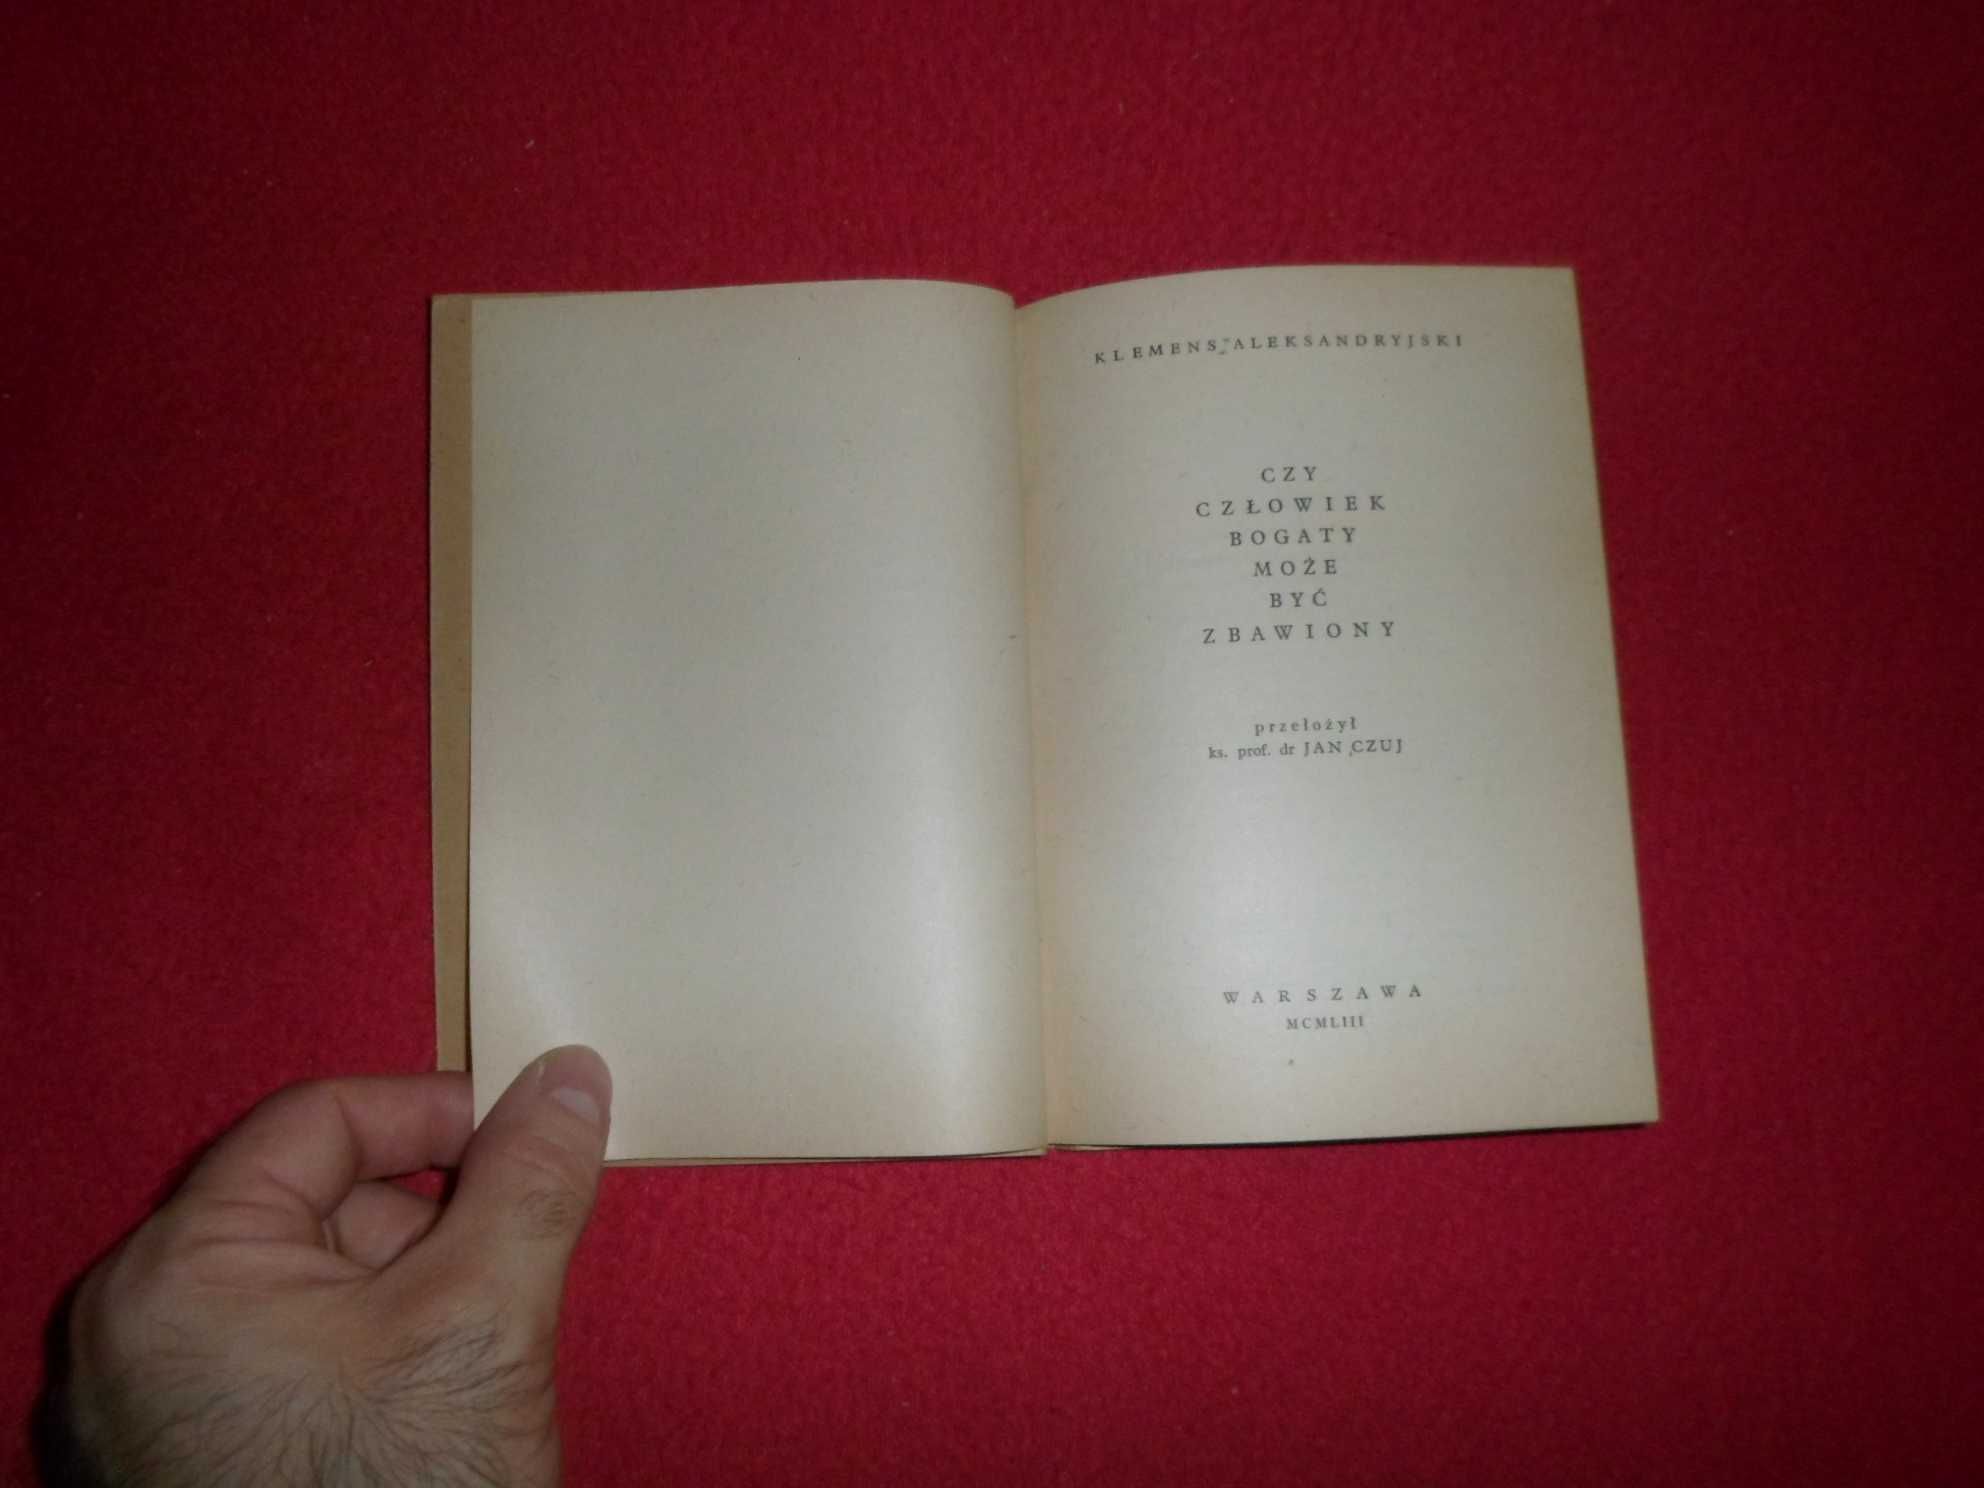 KLEMENS ALEKSANDRYJSKI
CZY
CZŁOWIEK
BOGATY
MOŻE
BYĆ
ZBAWIONY
przełożył
ks. prof. dr JAN CZUJ
WARSZAWA
MCMLIII